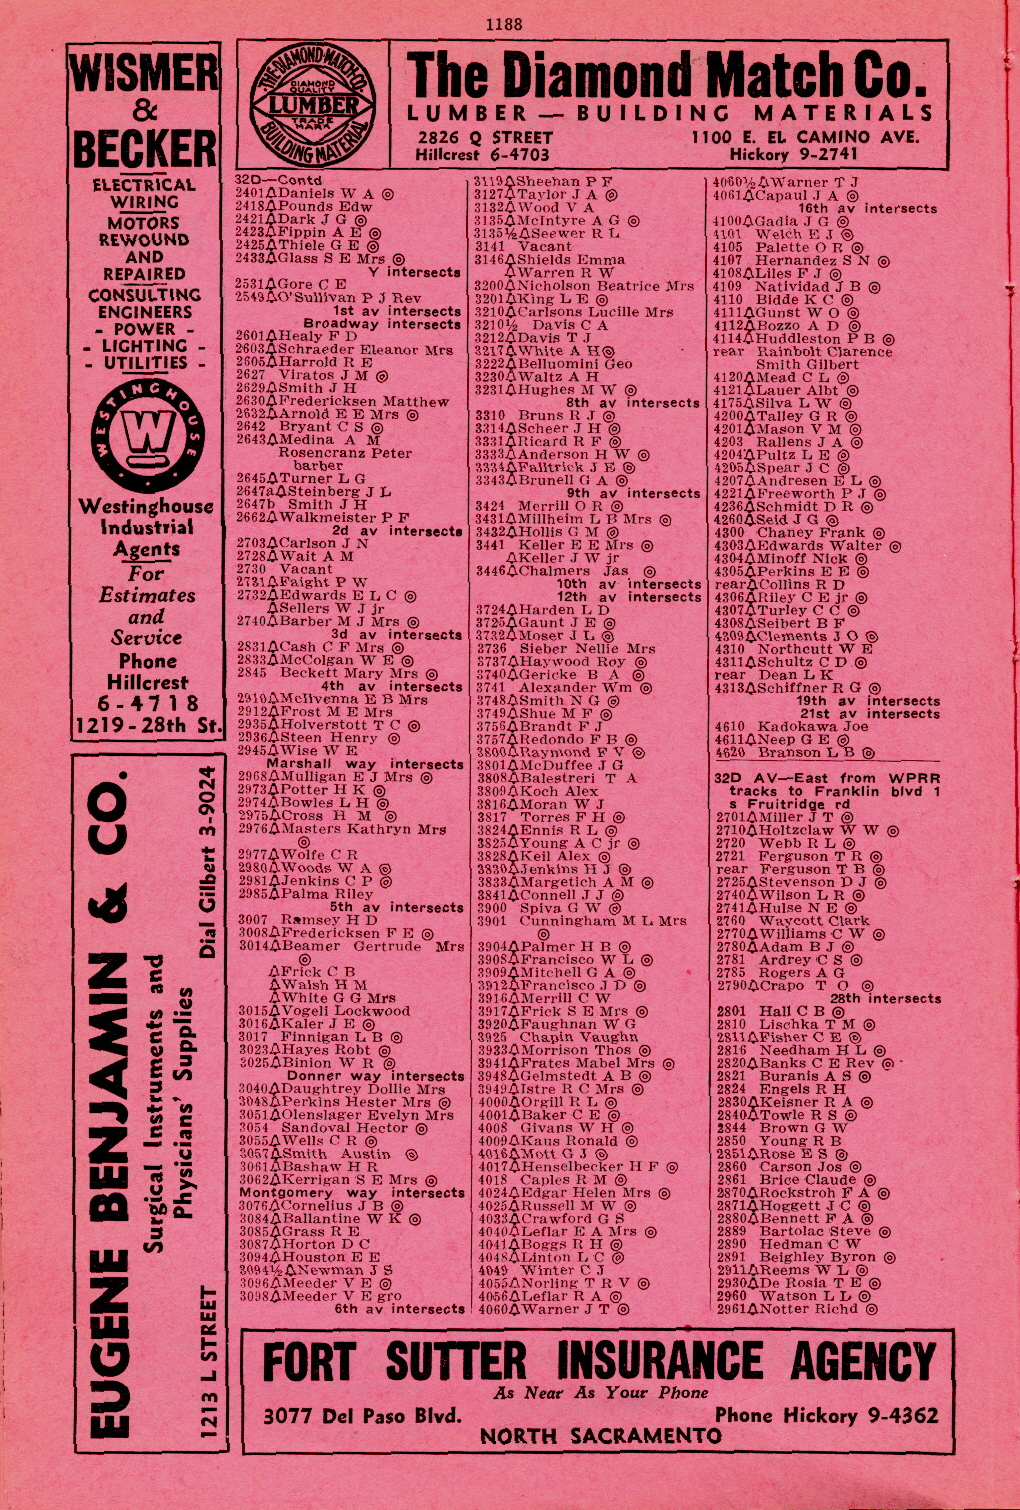 1188
WISMER
&
BECKER
ELECTRICAL
WIRING
MOTORS
REWOUND
AND
REPAIRED
CONSULTING
ENGINEERS
- POWER -
- LIGHTING -
- UTILITIES -
WESTINGHOUSE
W
Westinghouse
Industrial
Agents
For
Estimates
and
Service
Phone
Hillcrest
6-4718
1219-28th St.
EUGENE BENJAMIN & CO.
Surgical Instruments and
Physicians' Supplies
1213 L STREET
Dial Gilbert 3-9024
THE DIAMOND MATCH CO.
DIAMOND
QUALITY
LUMBER
TRADE
MARK
BUILDING MATERIAL
The Diamond Match Co.
LUMBER — BUILDING MATERIALS
2826 Q STREET
Hillcrest 6-4703
1100 E. EL CAMINO AVE.
Hickory 9-2741
32D—Contd
2401△Daniels W A ◎
2418△Pounds Edw
2421△Dark J G ◎
2423△Fippin A E ◎
2425△Thiele G E ◎
2433△Glass S E Mrs ◎
Y intersects
2531△Gore C E
2549△O'Sullivan P J Rev
1st av intersects
Broadway intersects
2601△Healy F D
2603△Schraeder Eleanor Mrs
2605△Harrold R E
2627 Viratos J M ◎
2629△Smith J H
2630△Fredericksen Matthew
2632△Arnold E E Mrs ◎
2642 Bryant C S ◎
2643△Medina A M
Rosencranz Peter
barber
2645△Turner L G
2647a△Steinberg J L
2647b Smith J H
2662△Walkmeister P F
2d av intersects
2703△Carlson J N
2728△Wait A M
2730 Vacant
2731△Faight P W
2732△Edwards E L C ◎
△Sellers W J jr
2740△Barber M J Mrs ◎
3d av intersects
2831△Cash C F Mrs ◎
2833△McColgan W E ◎
2845 Beckett Mary Mrs ◎
4th av intersects
2910△McIlvenna E B Mrs
2912△Frost M E Mrs
2935△Holverstott T C ◎
2936△Steen Henry ◎
2945△Wise W E
Marshall way intersects
2968△Mulligan E J Mrs ◎
2973△Potter H K ◎
2974△Bowles L H ◎
2975△Cross H M ◎
2976△Masters Kathryn Mrs
◎
2977△Wolfe C R
2980△Woods W A ◎
2981△Jenkins C P ◎
2985△Palma Riley
5th av intersects
3007 Ramsey H D
3008△Fredericksen F E ◎
3014△Beamer Gertrude Mrs
◎
△Frick C B
△Walsh H M
△White G G Mrs
3015△Vogeli Lockwood
3016△Kaler J E ◎
3017 Finnigan L B ◎
3023△Hayes Robt ◎
3025△Binion W R ◎
Donner way intersects
3040△Daughtrey Dollie Mrs
3048△Perkins Hester Mrs ◎
3051△Olenslager Evelyn Mrs
3054 Sandoval Hector ◎
3055△Wells C R ◎
3057△Smith Austin ◎
3061△Bashaw H R
3062△Kerrigan S E Mrs ◎
Montgomery way intersects
3076△Cornelius J B ◎
3084△Ballantine W K ◎
3085△Grass R E
3087△Horton D C
3094△Houston E E
3094½△Newman J S
3096△Meeder V E ◎
3098△Meeder V E gro
6th av intersects
3119△Sheehan P F
3127△Taylor J A ◎
3132△Wood V A
3135△McIntyre A G ◎
3135½△Seewer R L
3141 Vacant
3146△Shields Emma
△Warren R W
3200△Nicholson Beatrice Mrs
3201△King L E ◎
3210△Carlsons Lucille Mrs
3210½ Davis C A
3212△Davis T J
3217△White A H◎
3222△Belluomini Geo
3230△Waltz A H
3231△Hughes M W ◎
8th av intersects
3310 Bruns R J ◎
3314△Scheer J H ◎
3331△Ricard R F ◎
3333△Anderson H W ◎
3334△Falltrick J E ◎
3343△Brunell G A ◎
9th av intersects
3424 Merrill O R ◎
3431△Millheim L B Mrs ◎
3432△Hollis G M ◎
3441 Keller E E Mrs ◎
△Keller J W jr
3446△Chalmers Jas ◎
10th av intersects
12th av intersects
3724△Harden L D
3725△Gaunt J E ◎
3732△Moser J L ◎
3736 Sieber Nellie Mrs
3737△Haywood Roy ◎
3740△Gericke B A ◎
3741 Alexander Wm ◎
3748△Smith N G ◎
3749△Shue M F ◎
3756△Brandt F J
3757△Redondo F B ◎
3800△Raymond F V ◎
3801△McDuffee J G
3808△Balestreri T A
3809△Koch Alex
3816△Moran W J
3817 Torres F H ◎
3824△Ennis R L ◎
3825△Young A C jr ◎
3828△Keil Alex ◎
3830△Jenkins H J ◎
3833△Margetich A M ◎
3841△Connell J J ◎
3900 Spiva G W ◎
3901 Cunningham M L Mrs
◎
3904△Palmer H B ◎
3908△Francisco W L ◎
3909△Mitchell G A ◎
3912△Francisco J D ◎
3916△Merrill C W
3917△Frick S E Mrs ◎
3920△Faughnan W G
3925 Chapin Vaughn
3933△Morrison Thos ◎
3941△Frates Mabel Mrs ◎
3948△Gelmstedt A B ◎
3949△Istre R C Mrs ◎
4000△Orgill R L ◎
4001△Baker C E ◎
4008 Givans W H ◎
4009△Kaus Ronald ◎
4016△Mott G J ◎
4017△Henselbecker H F ◎
4018 Caples R M ◎
4024△Edgar Helen Mrs ◎
4025△Russell M W ◎
4033△Crawford G S
4040△Leflar E A Mrs ◎
4041△Boggs R H ◎
4048△Linton L C ◎
4049 Winter C J
4055△Norling T R V ◎
4056△Leflar R A ◎
4060△Warner J T ◎
4060½△Warner T J
4061△Capaul J A ◎
16th av intersects
4100△Gadia J G ◎
4101 Welch E J ◎
4105 Palette O R ◎
4107 Hernandez S N ◎
4108△Liles F J ◎
4109 Natividad J B ◎
4110 Bidde K C ◎
4111△Gunst W O ◎
4112△Bozzo A D ◎
4114△Huddleston P B ◎
rear Rainbolt Clarence
Smith Gilbert
4120△Mead C L ◎
4121△Lauer Albt ◎
4175△Silva L W ◎
4200△Talley G R ◎
4201△Mason V M ◎
4203 Rallens J A ◎
4204△Pultz L E ◎
4205△Spear J C ◎
4207△Andresen E L ◎
4221△Freeworth P J ◎
4236△Schmidt D R ◎
4260△Seid J G ◎
4300 Chaney Frank ◎
4303△Edwards Walter ◎
4304△Minoff Nick ◎
4305△Perkins E E ◎
rear△Collins R D
4306△Riley C E jr ◎
4307△Turley C C ◎
4308△Seibert B F
4309△Clements J O ◎
4310 Northcutt W E
4311△Schultz C D ◎
rear Dean L K
4313△Schiffner R G ◎
19th av intersects
21st av intersects
4610 Kadokawa Joe
4611△Neep G E ◎
4620 Branson L B ◎
32D AV—East from WPRR
tracks to Franklin blvd 1
s Fruitridge rd
2701△Miller J T ◎
2710△Holtzclaw W W ◎
2720 Webb R L ◎
2721 Ferguson T R ◎
rear Ferguson T B ◎
2725△Stevenson D J ◎
2740△Wilson L R ◎
2741△Hulse N E ◎
2760 Waycott Clark
2770△Williams C W ◎
2780△Adam B J ◎
2781 Ardrey C S ◎
2785 Rogers A G
2790△Crapo T O ◎
28th intersects
2801 Hall C B ◎
2810 Lischka T M ◎
2811△Fisher C E ◎
2816 Needham H L ◎
2820△Banks C E Rev ◎
2821 Buranis A S ◎
2824 Engels R H
2830△Keisner R A ◎
2840△Towle R S ◎
2844 Brown G W
2850 Young R B
2851△Rose E S ◎
2860 Carson Jos ◎
2861 Brice Claude ◎
2870△Rockstroh F A ◎
2871△Hoggett J C ◎
2880△Bennett F A ◎
2889 Bartolac Steve ◎
2890 Hedman C W
2891 Beighley Byron ◎
2911△Reems W L ◎
2930△De Rosia T E ◎
2960 Watson L L ◎
2961△Notter Richd ◎
FORT SUTTER INSURANCE AGENCY
As Near As Your Phone
3077 Del Paso Blvd.
Phone Hickory 9-4362
NORTH SACRAMENTO